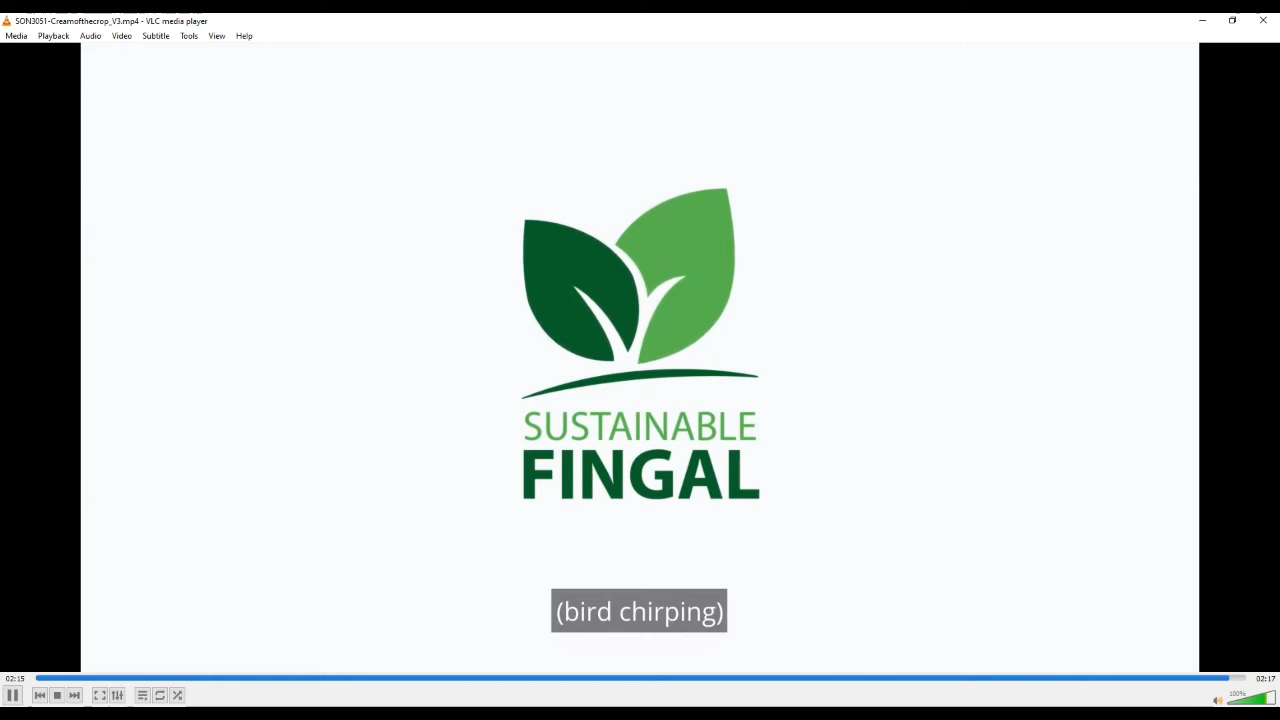 SON3051-Creamofthecrop_V3.mp4 - VLC media player
Media Playback Audio Video Subtitle Tools View Help
SUSTAINABLE
FINGAL
(bird chirping)
02:15 02:17
100%